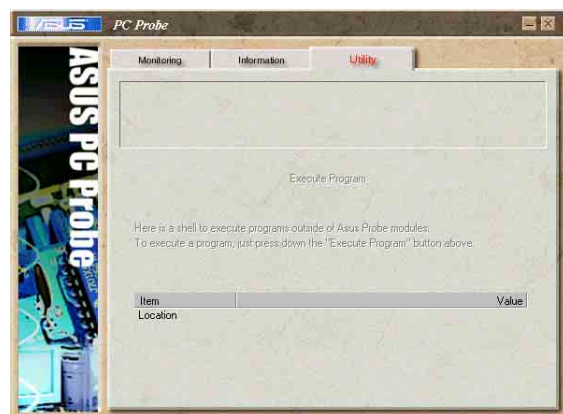 ASUS PC Probe
Monitoring Information Utility
ASUS PC Probe
Execute Program
Here is a shell to execute programs outside of Asus Probe modules.
To execute a program, just press down the "Execute Program" button above.
Item Value
Location